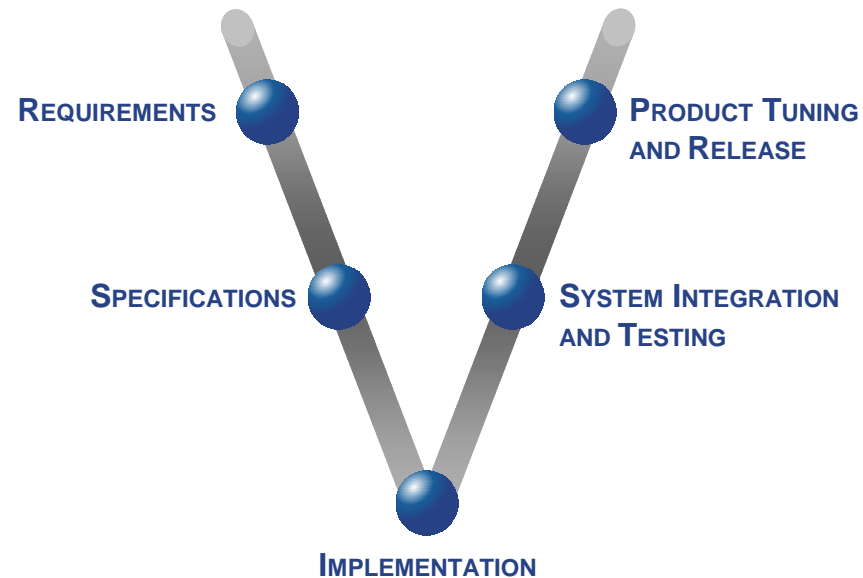 REQUIREMENTS
PRODUCT TUNING
AND RELEASE
SPECIFICATIONS
SYSTEM INTEGRATION
AND TESTING
IMPLEMENTATION